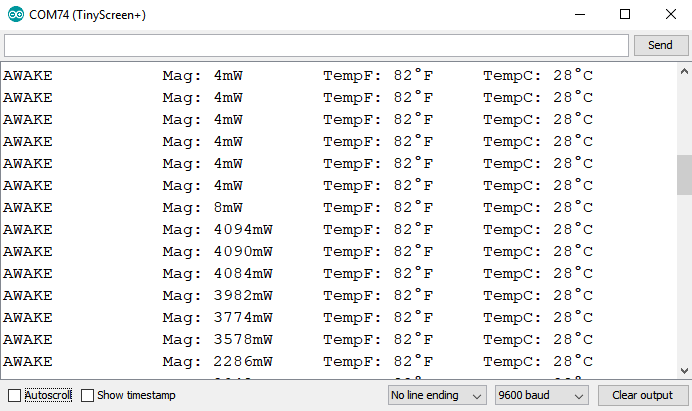 COM74 (TinyScreen+)
Send
AWAKE Mag: 4mW TempF: 82°F TempC: 28°C
AWAKE Mag: 4mW TempF: 82°F TempC: 28°C
AWAKE Mag: 4mW TempF: 82°F TempC: 28°C
AWAKE Mag: 4mW TempF: 82°F TempC: 28°C
AWAKE Mag: 4mW TempF: 82°F TempC: 28°C
AWAKE Mag: 4mW TempF: 82°F TempC: 28°C
AWAKE Mag: 8mW TempF: 82°F TempC: 28°C
AWAKE Mag: 4094mW TempF: 82°F TempC: 28°C
AWAKE Mag: 4090mW TempF: 82°F TempC: 28°C
AWAKE Mag: 4084mW TempF: 82°F TempC: 28°C
AWAKE Mag: 3982mW TempF: 82°F TempC: 28°C
AWAKE Mag: 3774mW TempF: 82°F TempC: 28°C
AWAKE Mag: 3578mW TempF: 82°F TempC: 28°C
AWAKE Mag: 2286mW TempF: 82°F TempC: 28°C
Autoscroll Show timestamp No line ending 9600 baud Clear output